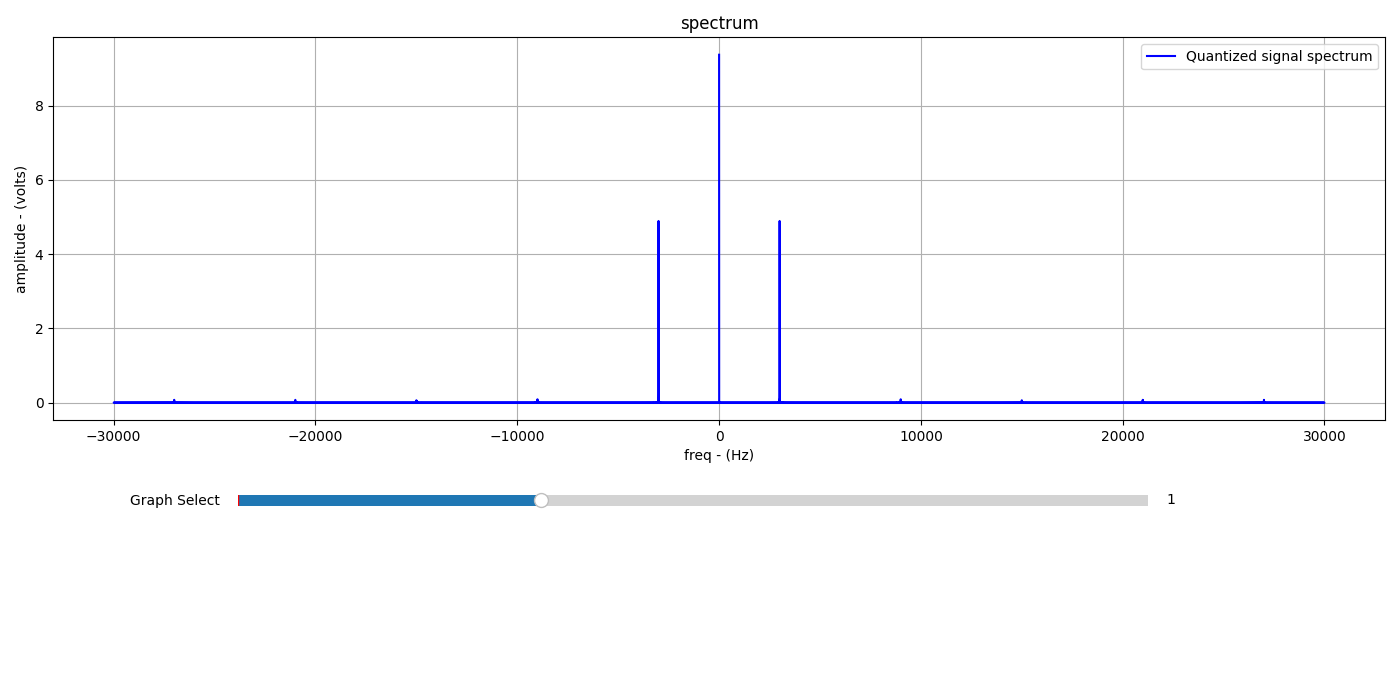 spectrum
Quantized signal spectrum
amplitude - (volts)
8
6
4
2
0
−30000 −20000 −10000 0 10000 20000 30000
freq - (Hz)
Graph Select 1